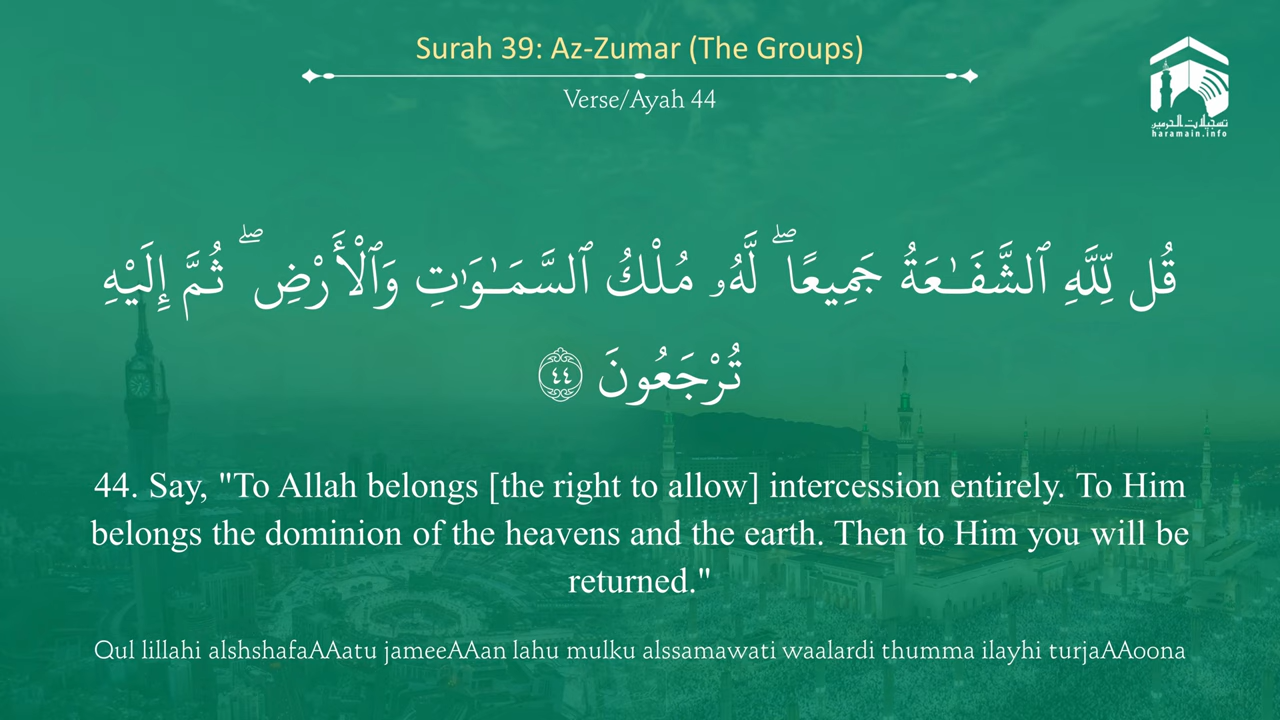 Surah 39: Az-Zumar (The Groups)
Verse/Ayah 44
تسجيلات الحرمين
haramain.info
قُل لِّلَّهِ ٱلشَّفَـٰعَةُ جَمِيعًا ۖ لَّهُۥ مُلْكُ ٱلسَّمَـٰوَٰتِ وَٱلْأَرْضِ ۖ ثُمَّ إِلَيْهِ
تُرْجَعُونَ ٤٤
44. Say, "To Allah belongs [the right to allow] intercession entirely. To Him
belongs the dominion of the heavens and the earth. Then to Him you will be
returned."
Qul lillahi alshshafaAAatu jameeAAan lahu mulku alssamawati waalardi thumma ilayhi turjaAAoona